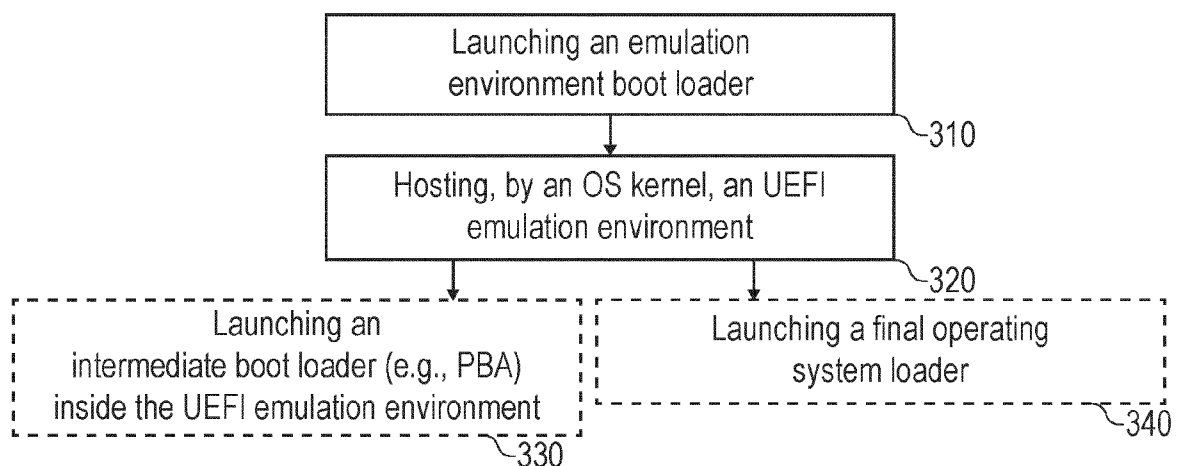 Launching an emulation
environment boot loader
310
Hosting, by an OS kernel, an UEFI
emulation environment
320
Launching an
intermediate boot loader (e.g., PBA)
inside the UEFI emulation environment
330
Launching a final operating
system loader
340